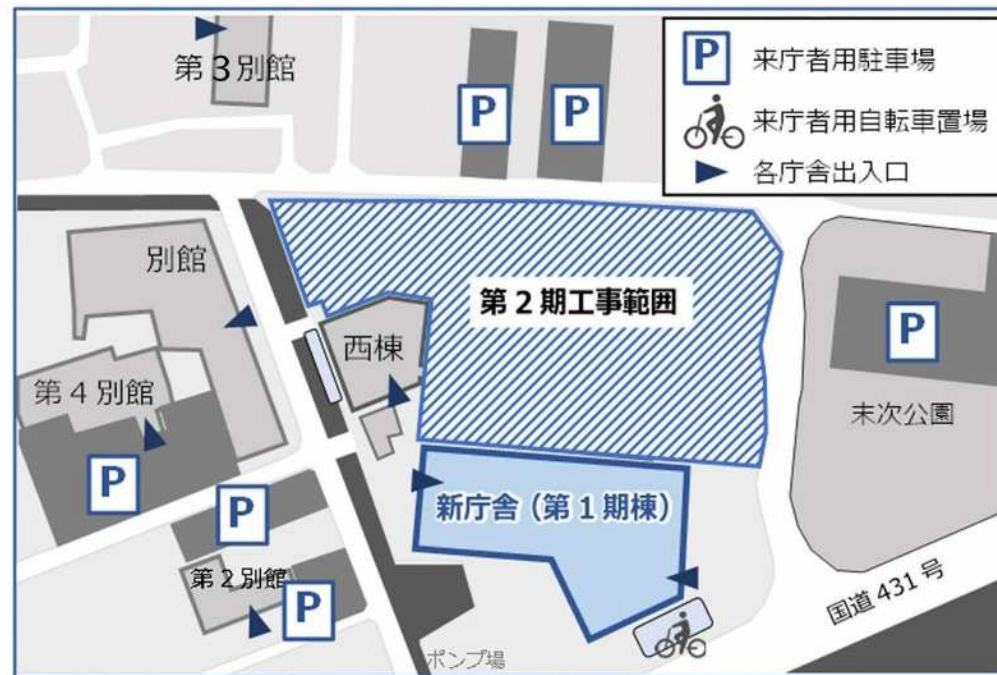 第3別館
P
P
P
来庁者用駐車場
来庁者用自転車置場
各庁舎出入口
別館
第2期工事範囲
西棟
P
第4別館
末次公園
P
新庁舎(第1期棟)
P
第2別館
P
国道431号
ポンプ場